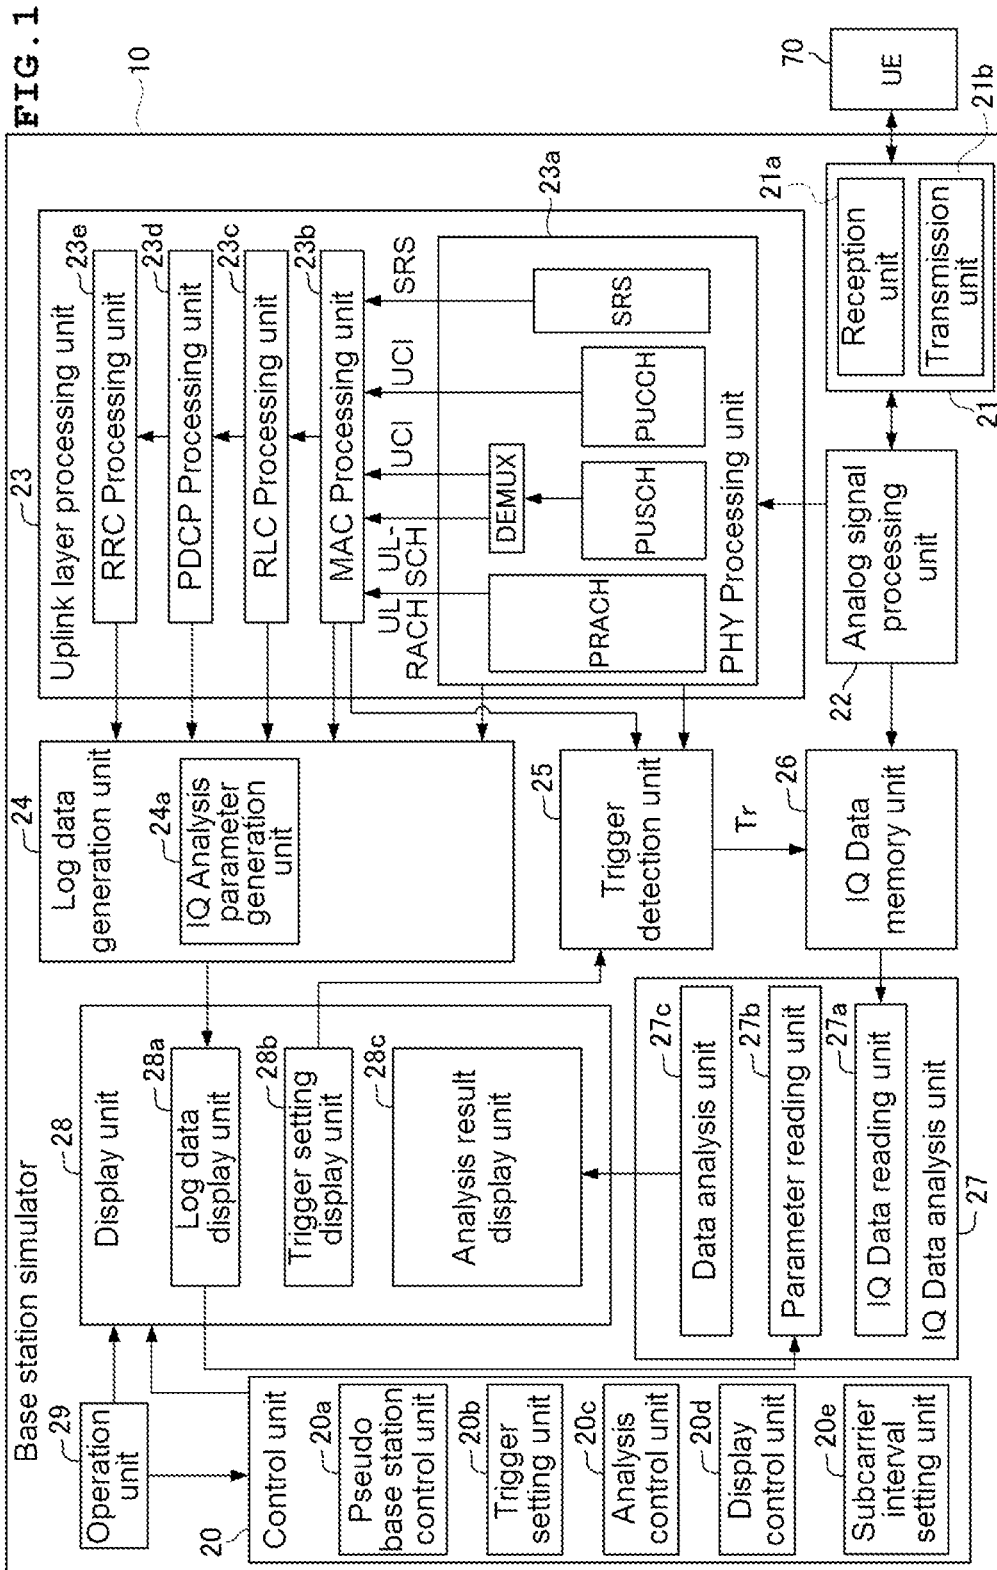 FIG.1
10
Base station simulator
29
Operation
unit
20
Control unit
20a
Pseudo
base station
control unit
20b
Trigger
setting unit
20c
Analysis
control unit
20d
Display
control unit
20e
Subcarrier
interval
setting unit
28
Display unit
28a
Log data
display unit
28b
Trigger setting
display unit
28c
Analysis result
display unit
27c
Data analysis unit
27b
Parameter reading unit
27a
IQ Data reading unit
IQ Data analysis unit
27
24
Log data
generation unit
24a
IQ Analysis
parameter
generation
unit
25
Trigger
detection unit
Tr
26
IQ Data
memory unit
23
Uplink layer processing unit
23e
RRC Processing unit
23d
PDCP Processing unit
23c
RLC Processing unit
23b
MAC Processing unit
UL
RACH
UL-
SCH
UCI
UCI
SRS
23a
DEMUX
PRACH
PUSCH
PUCCH
SRS
PHY Processing unit
22
Analog signal
processing
unit
21
21a
Reception
unit
Transmission
unit
21b
70
UE